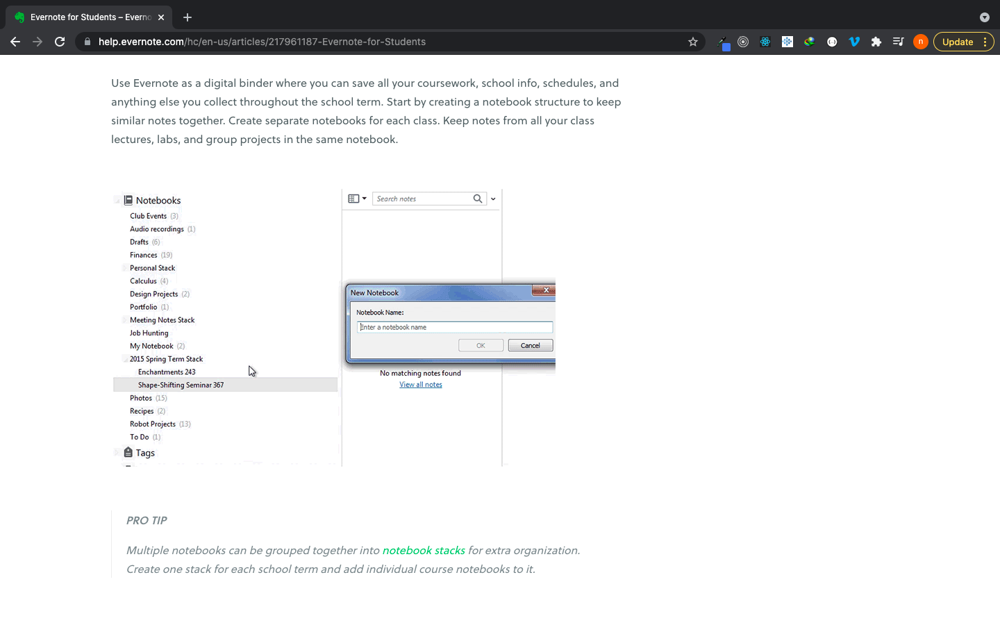 Evernote for Students – Everno
help.evernote.com/hc/en-us/articles/217961187-Evernote-for-Students
n
Update
Use Evernote as a digital binder where you can save all your coursework, school info, schedules, and
anything else you collect throughout the school term. Start by creating a notebook structure to keep
similar notes together. Create separate notebooks for each class. Keep notes from all your class
lectures, labs, and group projects in the same notebook.
Notebooks
Club Events (3)
Audio recordings (1)
Drafts (6)
Finances (19)
Personal Stack
Calculus (4)
Design Projects (2)
Portfolio (1)
Meeting Notes Stack
Job Hunting
My Notebook (2)
2015 Spring Term Stack
Enchantments 243
Shape-Shifting Seminar 367
Photos (15)
Recipes (2)
Robot Projects (13)
To Do (1)
Tags
Search notes
New Notebook
Notebook Name:
Enter a notebook name
OK
Cancel
No matching notes found
View all notes
PRO TIP
Multiple notebooks can be grouped together into notebook stacks for extra organization.
Create one stack for each school term and add individual course notebooks to it.